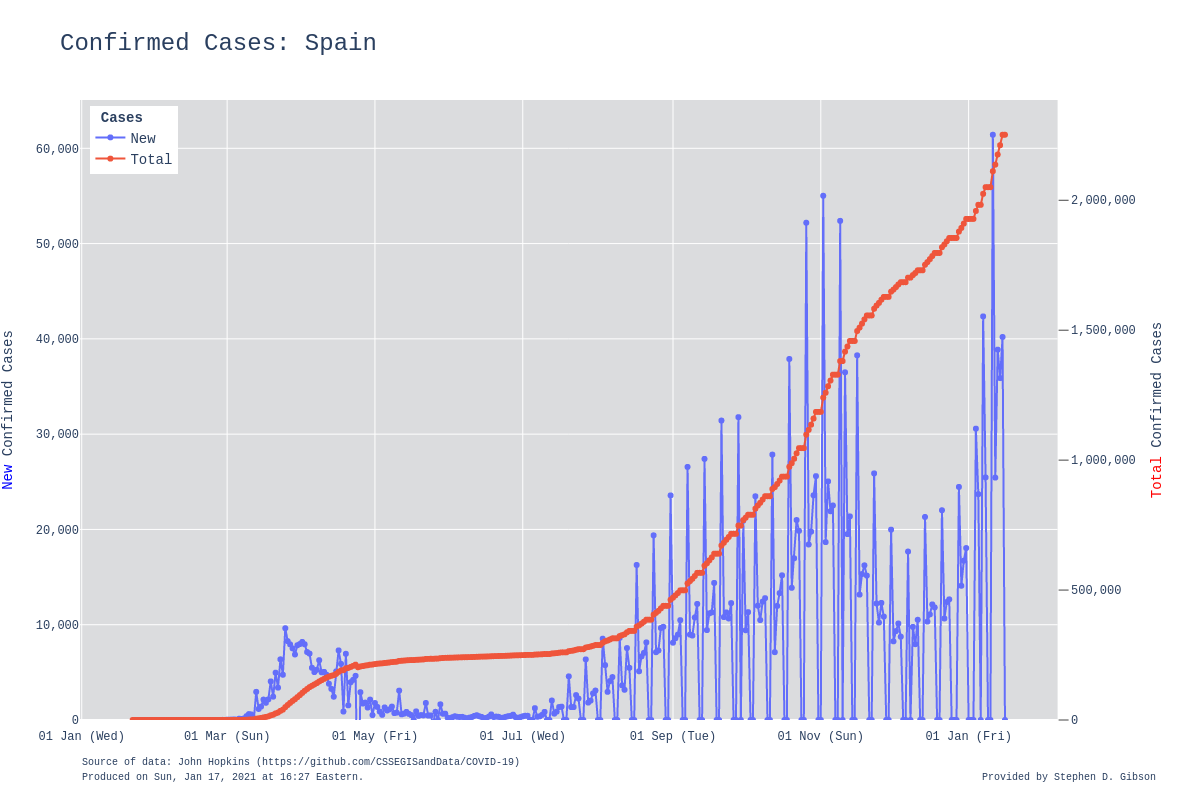 Confirmed Cases: Spain
Cases
New
Total
60,000
50,000
40,000
30,000
20,000
10,000
0
New Confirmed Cases
2,000,000
1,500,000
1,000,000
500,000
0
Total Confirmed Cases
01 Jan (Wed) 01 Mar (Sun) 01 May (Fri) 01 Jul (Wed) 01 Sep (Tue) 01 Nov (Sun) 01 Jan (Fri)
Source of data: John Hopkins (https://github.com/CSSEGISandData/COVID-19)
Produced on Sun, Jan 17, 2021 at 16:27 Eastern.
Provided by Stephen D. Gibson